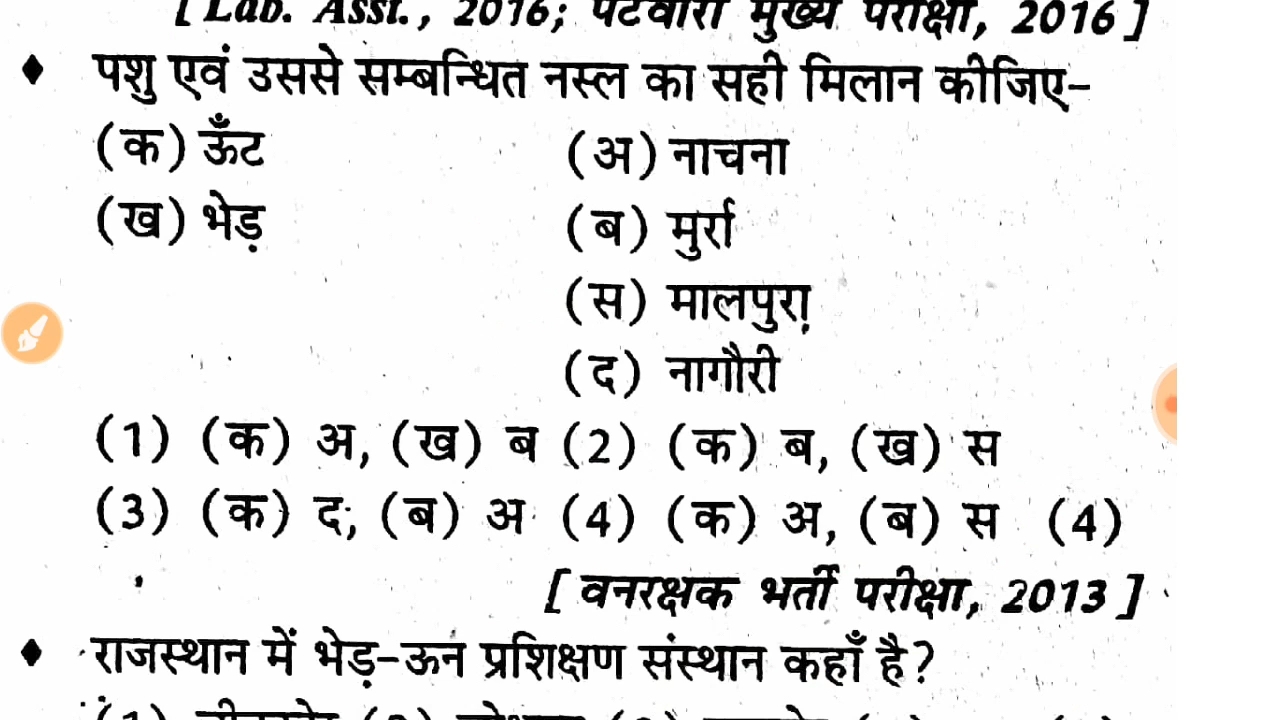 [ Lab. Asst., 2016; पटवारी मुख्य परीक्षा, 2016 ]
♦ पशु एवं उससे सम्बन्धित नस्ल का सही मिलान कीजिए-
(क) ऊँट (अ) नाचना
(ख) भेड़ (ब) मुर्रा
(स) मालपुरा
(द) नागौरी
(1) (क) अ, (ख) ब (2) (क) ब, (ख) स
(3) (क) द; (ब) अ (4) (क) अ, (ब) स (4)
[ वनरक्षक भर्ती परीक्षा, 2013 ]
♦ राजस्थान में भेड़-ऊन प्रशिक्षण संस्थान कहाँ है?